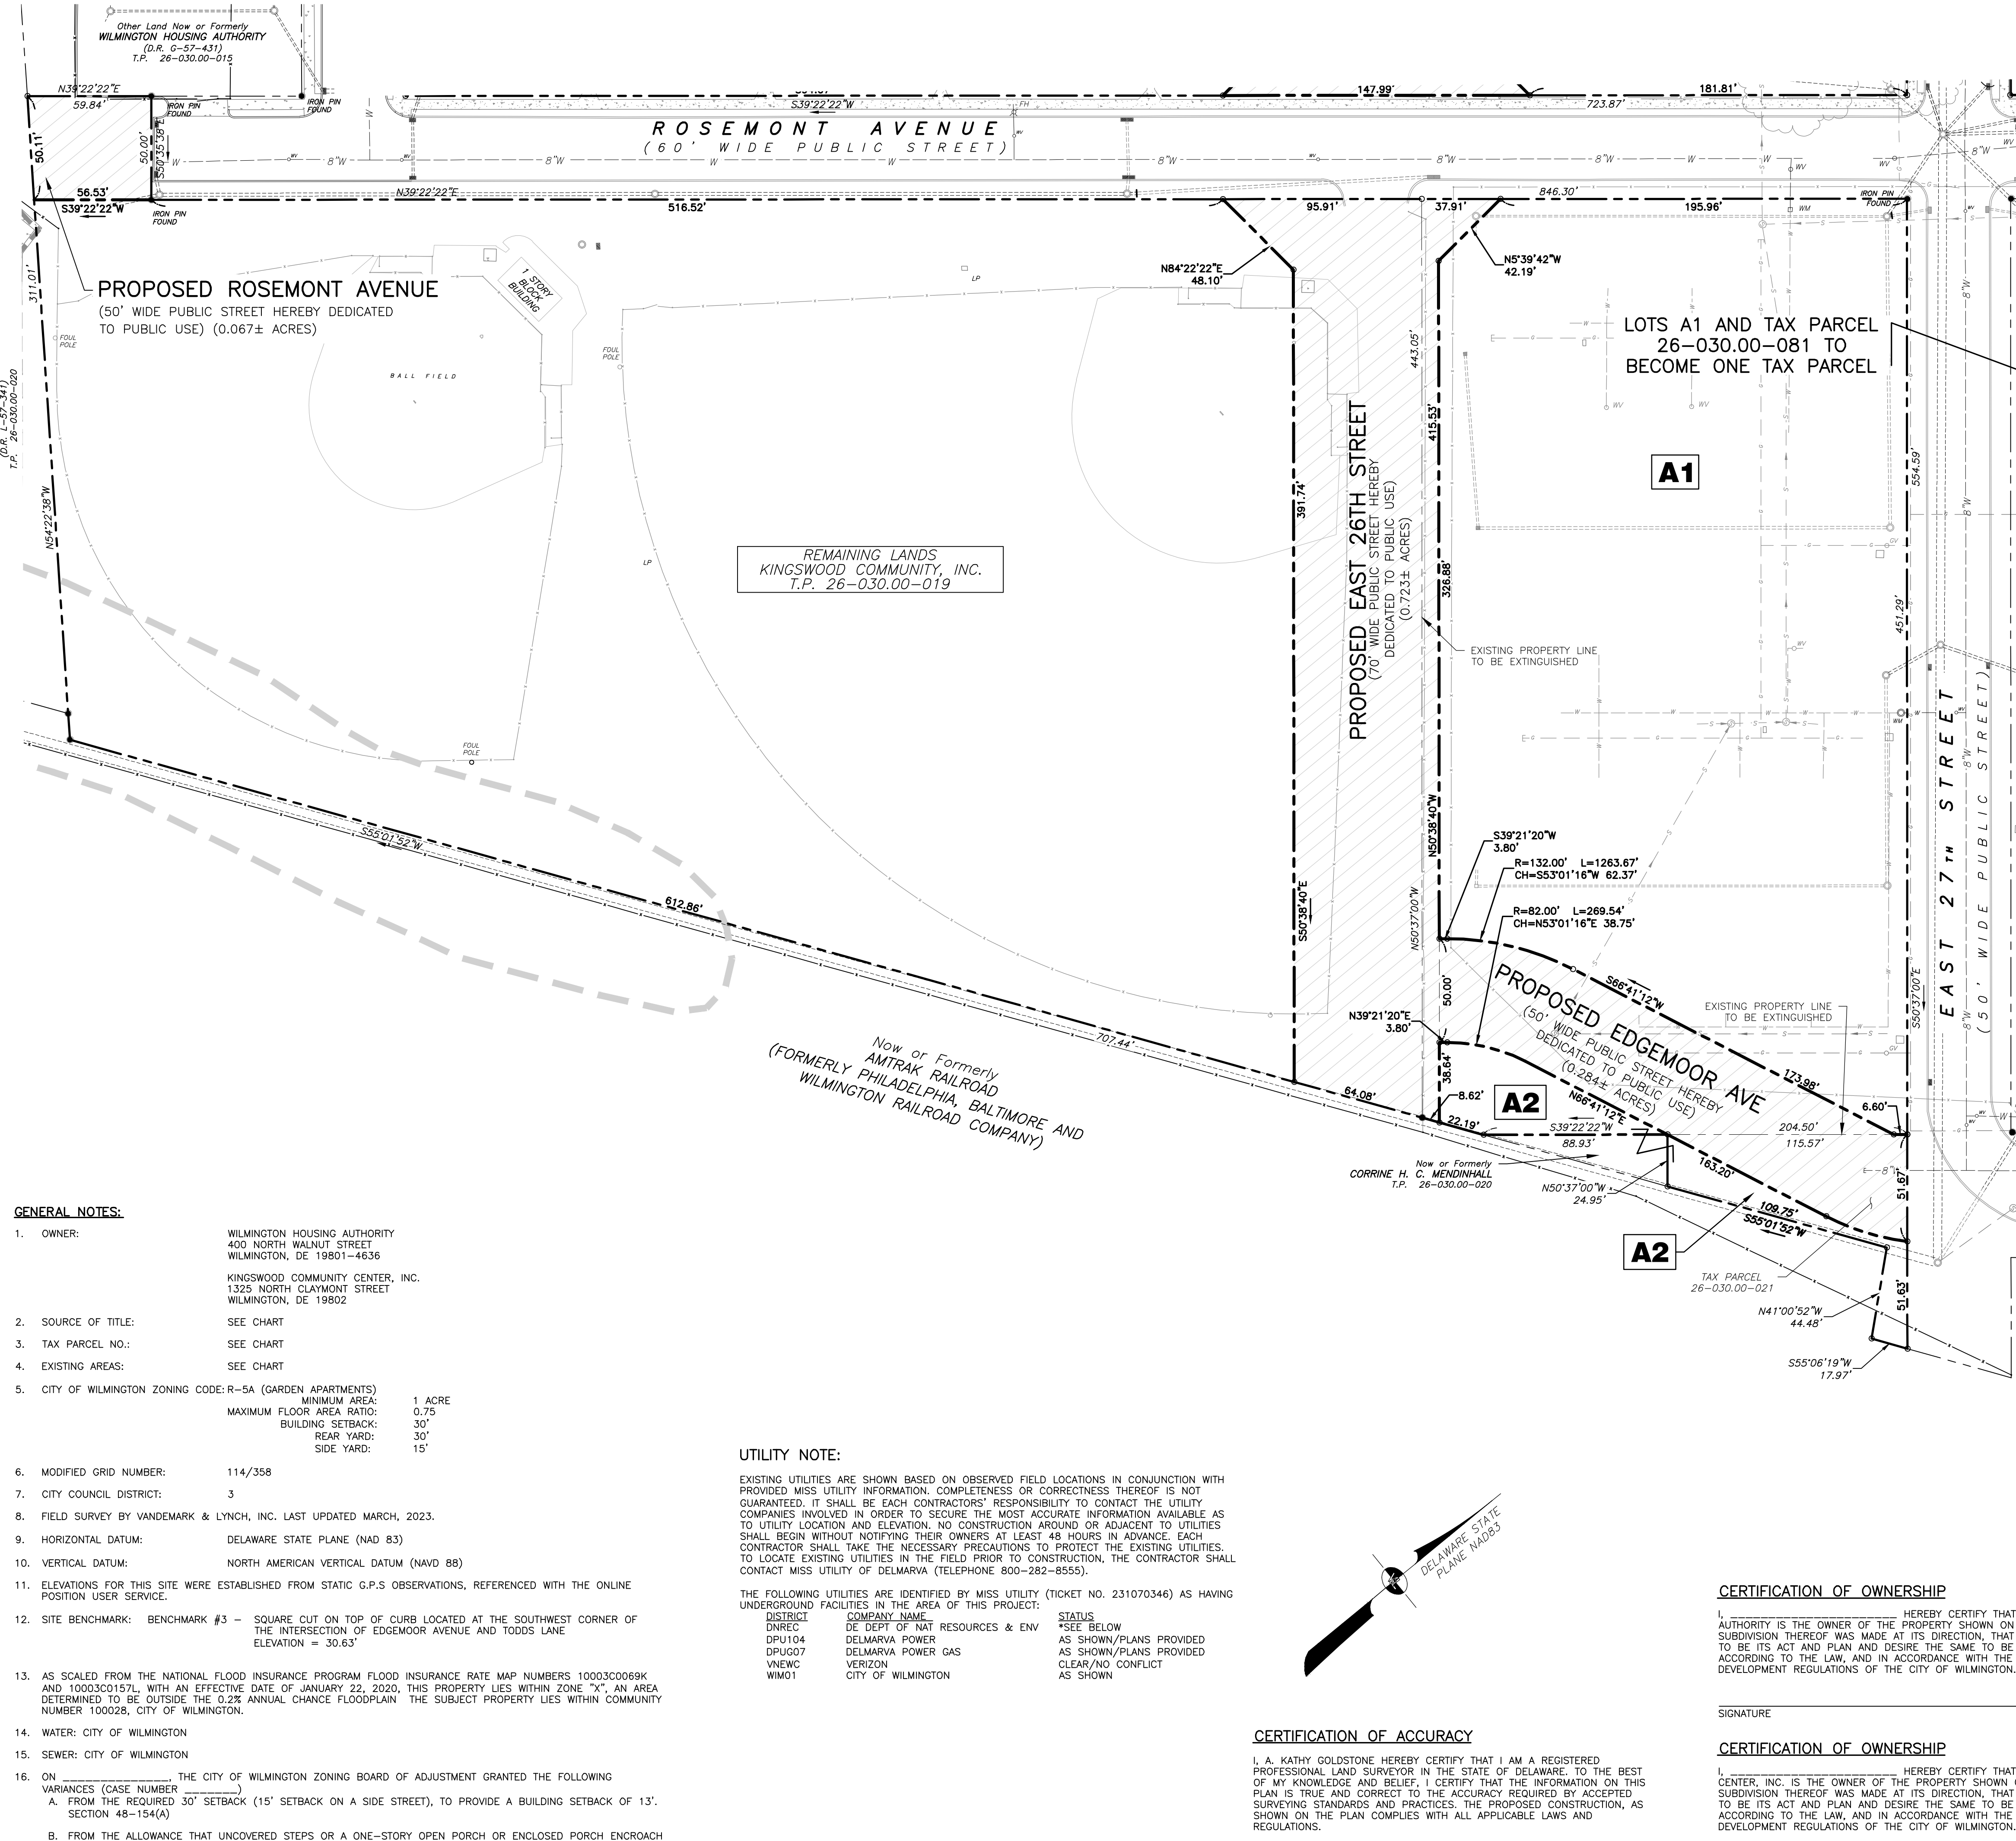 Other Land Now or Formerly
WILMINGTON HOUSING AUTHORITY
(D.R. G-57-431)
T.P. 26-030.00-015
N39°22'22"E
59.84'
IRON PIN
FOUND
IRON PIN
FOUND
50.11'
50.00'
S50°35'38"E
56.53'
S39°22'22"W
IRON PIN
FOUND
S39°22'22"W
FH
147.99'
723.87'
181.81'
ROSEMONT AVENUE
(60' WIDE PUBLIC STREET)
N39°22'22"E
516.52'
95.91'
37.91'
846.30'
195.96'
IRON PIN
FOUND
WM
311.01'
PROPOSED ROSEMONT AVENUE
(50' WIDE PUBLIC STREET HEREBY DEDICATED
TO PUBLIC USE) (0.067± ACRES)
1 STORY
BLOCK
BUILDING
LP
N84°22'22"E
48.10'
N5°39'42"W
42.19'
FOUL
POLE
FOUL
POLE
BALL FIELD
LOTS A1 AND TAX PARCEL
26-030.00-081 TO
BECOME ONE TAX PARCEL
(D.R. L-57-341)
T.P. 26-030.00-020
N54°22'38"W
443.05'
415.53'
A1
554.59'
391.74'
PROPOSED EAST 26TH STREET
(70' WIDE PUBLIC STREET HEREBY
DEDICATED TO PUBLIC USE)
(0.723± ACRES)
326.88'
451.29'
LP
REMAINING LANDS
KINGSWOOD COMMUNITY, INC.
T.P. 26-030.00-019
EXISTING PROPERTY LINE
TO BE EXTINGUISHED
EAST 27TH STREET
(50' WIDE PUBLIC STREET)
FOUL
POLE
S55°01'52"W
612.86'
707.44'
S50°38'40"E
N50°38'40"W
N50°37'00"W
S39°21'20"W
3.80'
R=132.00' L=1263.67'
CH=S53°01'16"W 62.37'
R=82.00' L=269.54'
CH=N53°01'16"E 38.75'
S50°37'00"E
50.00'
N39°21'20"E
3.80'
S66°41'12"W
PROPOSED EDGEMOOR AVE
(50' WIDE PUBLIC STREET HEREBY
DEDICATED TO PUBLIC USE)
(0.284± ACRES)
EXISTING PROPERTY LINE
TO BE EXTINGUISHED
173.98'
6.60'
Now or Formerly
AMTRAK RAILROAD
(FORMERLY PHILADELPHIA, BALTIMORE AND
WILMINGTON RAILROAD COMPANY)
38.64'
64.08'
8.62'
22.19'
A2
N66°41'12"E
S39°22'22"W
88.93'
204.50'
115.57'
Now or Formerly
CORRINE H. C. MENDINHALL
T.P. 26-030.00-020
N50°37'00"W
24.95'
163.20'
51.67'
109.75'
S55°01'52"W
A2
TAX PARCEL
26-030.00-021
51.63'
N41°00'52"W
44.48'
S55°06'19"W
17.97'
GENERAL NOTES:
1. OWNER: WILMINGTON HOUSING AUTHORITY
400 NORTH WALNUT STREET
WILMINGTON, DE 19801-4636
KINGSWOOD COMMUNITY CENTER, INC.
1325 NORTH CLAYMONT STREET
WILMINGTON, DE 19802
2. SOURCE OF TITLE: SEE CHART
3. TAX PARCEL NO.: SEE CHART
4. EXISTING AREAS: SEE CHART
5. CITY OF WILMINGTON ZONING CODE: R-5A (GARDEN APARTMENTS)
MINIMUM AREA: 1 ACRE
MAXIMUM FLOOR AREA RATIO: 0.75
BUILDING SETBACK: 30'
REAR YARD: 30'
SIDE YARD: 15'
6. MODIFIED GRID NUMBER: 114/358
7. CITY COUNCIL DISTRICT: 3
8. FIELD SURVEY BY VANDEMARK & LYNCH, INC. LAST UPDATED MARCH, 2023.
9. HORIZONTAL DATUM: DELAWARE STATE PLANE (NAD 83)
10. VERTICAL DATUM: NORTH AMERICAN VERTICAL DATUM (NAVD 88)
11. ELEVATIONS FOR THIS SITE WERE ESTABLISHED FROM STATIC G.P.S OBSERVATIONS, REFERENCED WITH THE ONLINE
POSITION USER SERVICE.
12. SITE BENCHMARK: BENCHMARK #3 - SQUARE CUT ON TOP OF CURB LOCATED AT THE SOUTHWEST CORNER OF
THE INTERSECTION OF EDGEMOOR AVENUE AND TODDS LANE
ELEVATION = 30.63'
13. AS SCALED FROM THE NATIONAL FLOOD INSURANCE PROGRAM FLOOD INSURANCE RATE MAP NUMBERS 10003C0069K
AND 10003C0157L, WITH AN EFFECTIVE DATE OF JANUARY 22, 2020, THIS PROPERTY LIES WITHIN ZONE "X", AN AREA
DETERMINED TO BE OUTSIDE THE 0.2% ANNUAL CHANCE FLOODPLAIN THE SUBJECT PROPERTY LIES WITHIN COMMUNITY
NUMBER 100028, CITY OF WILMINGTON.
14. WATER: CITY OF WILMINGTON
15. SEWER: CITY OF WILMINGTON
16. ON _______________, THE CITY OF WILMINGTON ZONING BOARD OF ADJUSTMENT GRANTED THE FOLLOWING
VARIANCES (CASE NUMBER _______)
A. FROM THE REQUIRED 30' SETBACK (15' SETBACK ON A SIDE STREET), TO PROVIDE A BUILDING SETBACK OF 13'.
SECTION 48-154(A)
B. FROM THE ALLOWANCE THAT UNCOVERED STEPS OR A ONE-STORY OPEN PORCH OR ENCLOSED PORCH ENCROACH
UTILITY NOTE:
EXISTING UTILITIES ARE SHOWN BASED ON OBSERVED FIELD LOCATIONS IN CONJUNCTION WITH
PROVIDED MISS UTILITY INFORMATION. COMPLETENESS OR CORRECTNESS THEREOF IS NOT
GUARANTEED. IT SHALL BE EACH CONTRACTORS' RESPONSIBILITY TO CONTACT THE UTILITY
COMPANIES INVOLVED IN ORDER TO SECURE THE MOST ACCURATE INFORMATION AVAILABLE AS
TO UTILITY LOCATION AND ELEVATION. NO CONSTRUCTION AROUND OR ADJACENT TO UTILITIES
SHALL BEGIN WITHOUT NOTIFYING THEIR OWNERS AT LEAST 48 HOURS IN ADVANCE. EACH
CONTRACTOR SHALL TAKE THE NECESSARY PRECAUTIONS TO PROTECT THE EXISTING UTILITIES.
TO LOCATE EXISTING UTILITIES IN THE FIELD PRIOR TO CONSTRUCTION, THE CONTRACTOR SHALL
CONTACT MISS UTILITY OF DELMARVA (TELEPHONE 800-282-8555).
THE FOLLOWING UTILITIES ARE IDENTIFIED BY MISS UTILITY (TICKET NO. 231070346) AS HAVING
UNDERGROUND FACILITIES IN THE AREA OF THIS PROJECT:
DISTRICT COMPANY NAME STATUS
DNREC DE DEPT OF NAT RESOURCES & ENV *SEE BELOW
DPU104 DELMARVA POWER AS SHOWN/PLANS PROVIDED
DPUG07 DELMARVA POWER GAS AS SHOWN/PLANS PROVIDED
VNEWC VERIZON CLEAR/NO CONFLICT
WIM01 CITY OF WILMINGTON AS SHOWN
DELAWARE STATE
PLANE NAD83
CERTIFICATION OF ACCURACY
I, A. KATHY GOLDSTONE HEREBY CERTIFY THAT I AM A REGISTERED
PROFESSIONAL LAND SURVEYOR IN THE STATE OF DELAWARE. TO THE BEST
OF MY KNOWLEDGE AND BELIEF, I CERTIFY THAT THE INFORMATION ON THIS
PLAN IS TRUE AND CORRECT TO THE ACCURACY REQUIRED BY ACCEPTED
SURVEYING STANDARDS AND PRACTICES. THE PROPOSED CONSTRUCTION, AS
SHOWN ON THE PLAN COMPLIES WITH ALL APPLICABLE LAWS AND
REGULATIONS.
CERTIFICATION OF OWNERSHIP
I, ______________________ HEREBY CERTIFY THAT
AUTHORITY IS THE OWNER OF THE PROPERTY SHOWN ON
SUBDIVISION THEREOF WAS MADE AT ITS DIRECTION, THAT
TO BE ITS ACT AND PLAN AND DESIRE THE SAME TO BE
ACCORDING TO THE LAW, AND IN ACCORDANCE WITH THE
DEVELOPMENT REGULATIONS OF THE CITY OF WILMINGTON.
SIGNATURE
CERTIFICATION OF OWNERSHIP
I, ______________________ HEREBY CERTIFY THAT
CENTER, INC. IS THE OWNER OF THE PROPERTY SHOWN
SUBDIVISION THEREOF WAS MADE AT ITS DIRECTION, THAT
TO BE ITS ACT AND PLAN AND DESIRE THE SAME TO BE
ACCORDING TO THE LAW, AND IN ACCORDANCE WITH THE
DEVELOPMENT REGULATIONS OF THE CITY OF WILMINGTON.